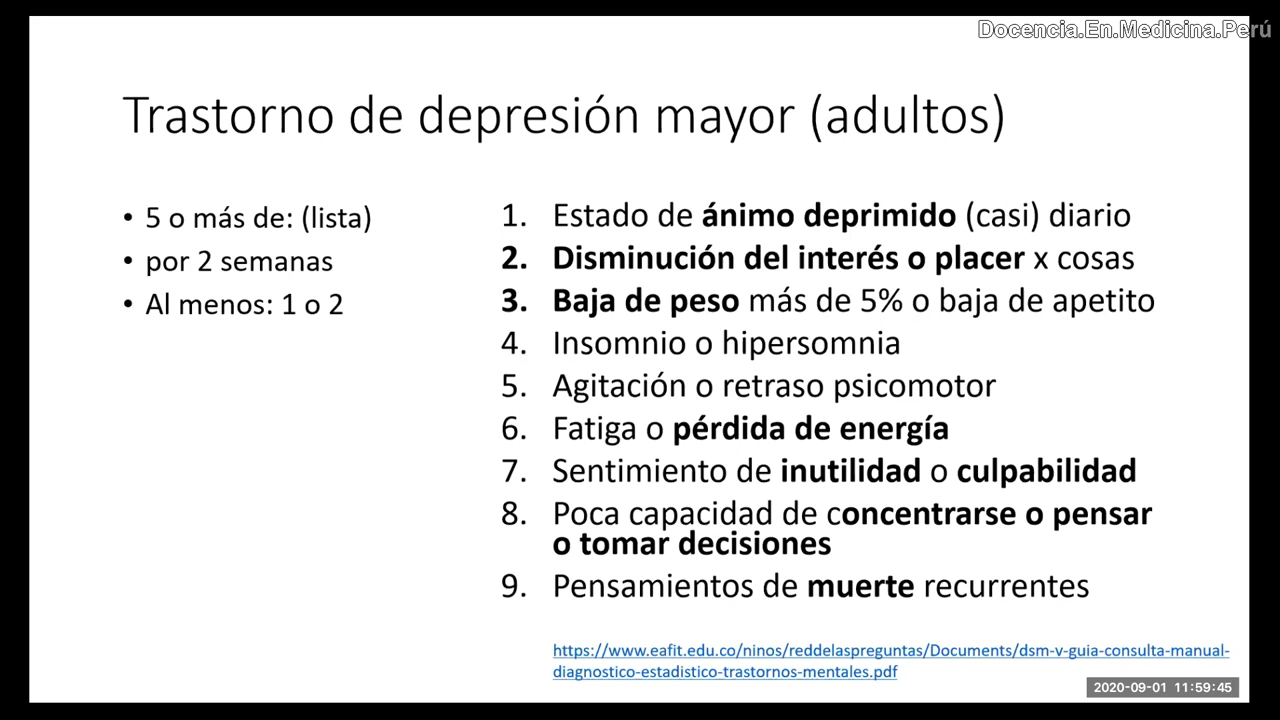 Docencia.En.Medicina.Perú
Trastorno de depresión mayor (adultos)
• 5 o más de: (lista)
• por 2 semanas
• Al menos: 1 o 2
1. Estado de ánimo deprimido (casi) diario
2. Disminución del interés o placer x cosas
3. Baja de peso más de 5% o baja de apetito
4. Insomnio o hipersomnia
5. Agitación o retraso psicomotor
6. Fatiga o pérdida de energía
7. Sentimiento de inutilidad o culpabilidad
8. Poca capacidad de concentrarse o pensar
o tomar decisiones
9. Pensamientos de muerte recurrentes
https://www.eafit.edu.co/ninos/reddelaspreguntas/Documents/dsm-v-guia-consulta-manual-
diagnostico-estadistico-trastornos-mentales.pdf
2020-09-01 11:59:45